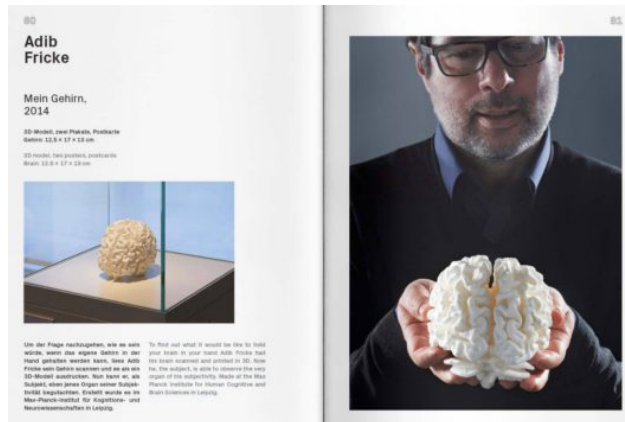 80
Adib
Fricke
Mein Gehirn,
2014
3D-Modell, zwei Plakate, Postkarte
Gehirn: 12,5 × 17 × 13 cm
3D model, two posters, postcards
Brain: 12.5 × 17 × 13 cm
Um der Frage nachzugehen, wie es sein
würde, wenn das eigene Gehirn in der
Hand gehalten werden kann, liess Adib
Fricke sein Gehirn scannen und es als ein
3D-Modell ausdrucken. Nun kann er, als
Subjekt, eben jenes Organ seiner Subjek-
tivität begutachten. Erstellt wurde es im
Max-Planck-Institut für Kognitions- und
Neurowissenschaften in Leipzig.
To find out what it would be like to hold
your brain in your hand Adib Fricke had
his brain scanned and printed in 3D. Now
he, the subject, is able to observe the very
organ of his subjectivity. Made at the Max
Planck Institute for Human Cognitive and
Brain Sciences in Leipzig.
81